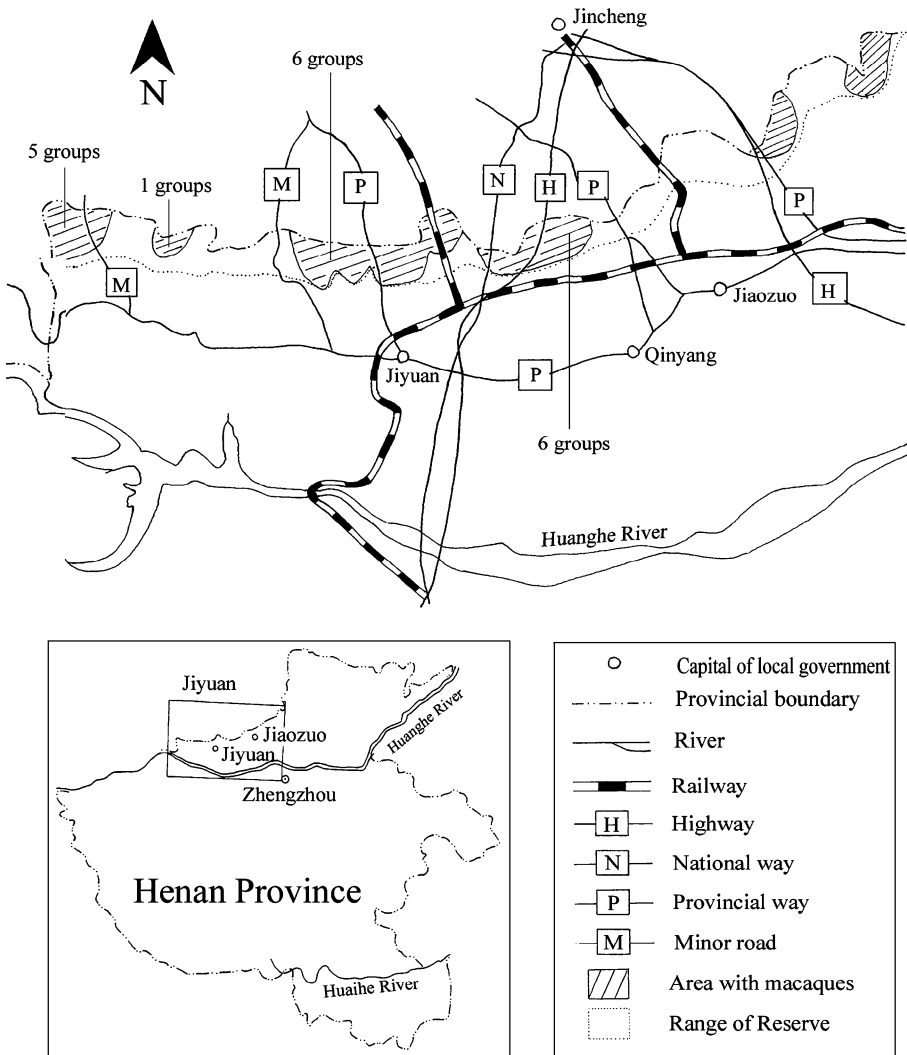 Jincheng
6 groups
N
5 groups
1 groups
M
P
N
H
P
P
M
Jiaozuo
H
Jiyuan
P
Qinyang
6 groups
Huanghe River
Jiyuan
Jiaozuo
Jiyuan
Huanghe River
Zhengzhou
Henan Province
Huaihe River
Capital of local government
Provincial boundary
River
Railway
H Highway
N National way
P Provincial way
M Minor road
Area with macaques
Range of Reserve